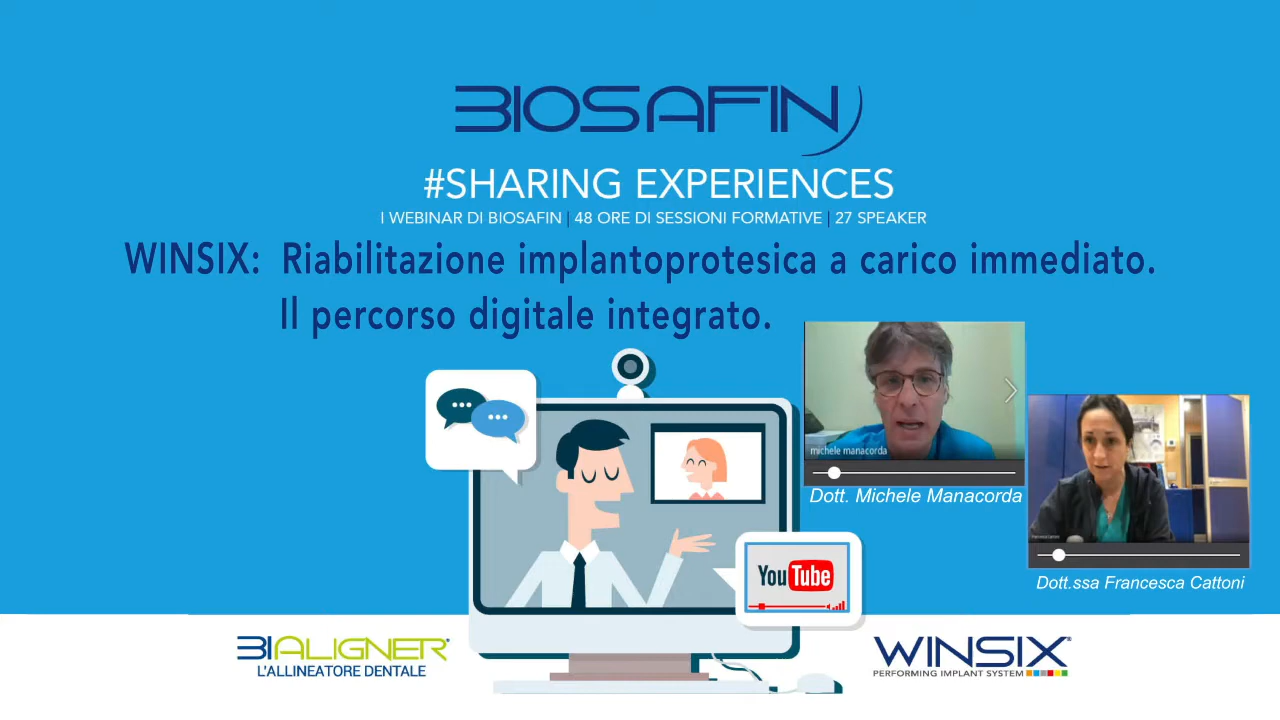 BIOSAFIN
#SHARING EXPERIENCES
I WEBINAR DI BIOSAFIN | 48 ORE DI SESSIONI FORMATIVE | 27 SPEAKER
WINSIX: Riabilitazione implantoprotesica a carico immediato.
Il percorso digitale integrato.
michele manacorda
Dott. Michele Manacorda
francesca cattoni
Dott.ssa Francesca Cattoni
YouTube
BIALIGNER®
L'ALLINEATORE DENTALE
WINSIX®
PERFORMING IMPLANT SYSTEM